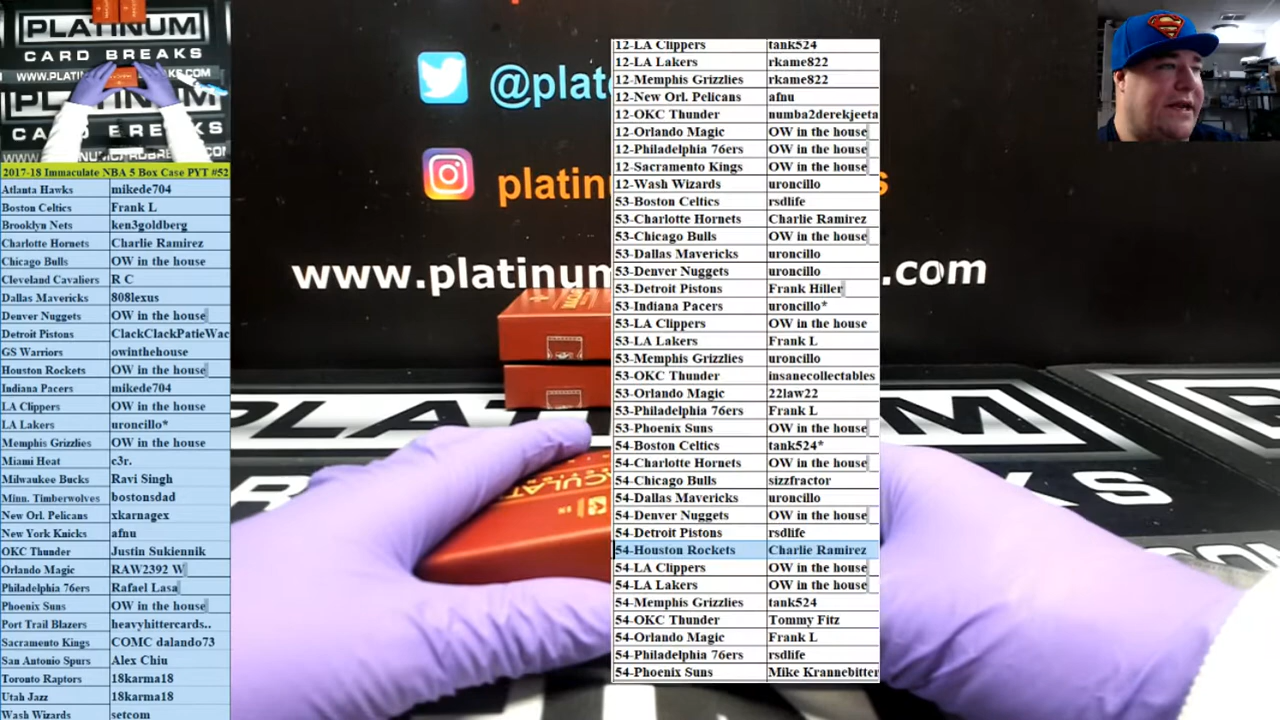 PLATINUM
CARD BREAKS
2017-18 Immaculate NBA 5 Box Case PYT #52
Atlanta Hawks mikede704
Boston Celtics Frank L
Brooklyn Nets ken3goldberg
Charlotte Hornets Charlie Ramirez
Chicago Bulls OW in the house
Cleveland Cavaliers R C
Dallas Mavericks 808lexus
Denver Nuggets OW in the house
Detroit Pistons ClackClackPatieWac
GS Warriors owinthehouse
Houston Rockets OW in the house
Indiana Pacers mikede704
LA Clippers OW in the house
LA Lakers uroncillo*
Memphis Grizzlies OW in the house
Miami Heat e3r.
Milwaukee Bucks Ravi Singh
Minn. Timberwolves bostonsdad
New Orl. Pelicans xkarnagex
New York Knicks afnu
OKC Thunder Justin Sukiennik
Orlando Magic RAW2392 W
Philadelphia 76ers Rafael Lasa
Phoenix Suns OW in the house
Port Trail Blazers heavyhittercards..
Sacramento Kings COMC dalando73
San Antonio Spurs Alex Chiu
Toronto Raptors 18karma18
Utah Jazz 18karma18
Wash Wizards setcom
@plat
platin
www.platinum
.com
12-LA Clippers tank524
12-LA Lakers rkame822
12-Memphis Grizzlies rkame822
12-New Orl. Pelicans afnu
12-OKC Thunder numba2derekjeeta
12-Orlando Magic OW in the house
12-Philadelphia 76ers OW in the house
12-Sacramento Kings OW in the house
12-Wash Wizards uroncillo
53-Boston Celtics rsdlife
53-Charlotte Hornets Charlie Ramirez
53-Chicago Bulls OW in the house
53-Dallas Mavericks uroncillo
53-Denver Nuggets uroncillo
53-Detroit Pistons Frank Hiller
53-Indiana Pacers uroncillo*
53-LA Clippers OW in the house
53-LA Lakers Frank L
53-Memphis Grizzlies uroncillo
53-OKC Thunder insanecollectables
53-Orlando Magic 22law22
53-Philadelphia 76ers Frank L
53-Phoenix Suns OW in the house
54-Boston Celtics tank524*
54-Charlotte Hornets OW in the house
54-Chicago Bulls sizzfractor
54-Dallas Mavericks uroncillo
54-Denver Nuggets OW in the house
54-Detroit Pistons rsdlife
54-Houston Rockets Charlie Ramirez
54-LA Clippers OW in the house
54-LA Lakers OW in the house
54-Memphis Grizzlies tank524
54-OKC Thunder Tommy Fitz
54-Orlando Magic Frank L
54-Philadelphia 76ers rsdlife
54-Phoenix Suns Mike Krannebitter